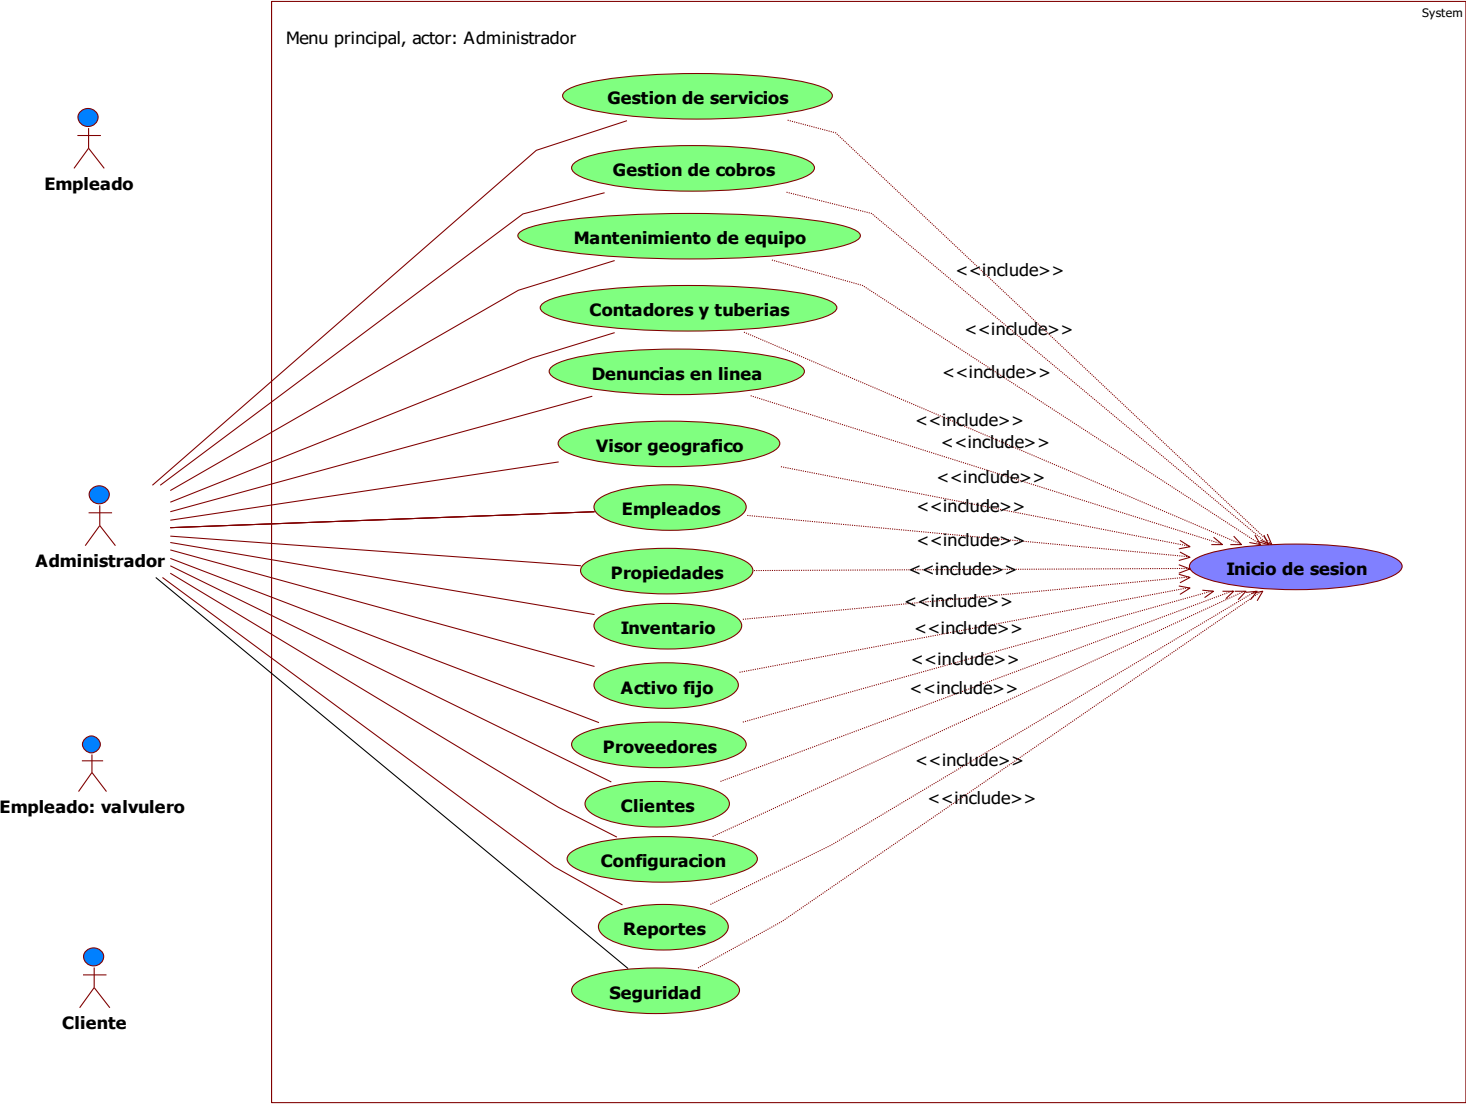 System
Menu principal, actor: Administrador
Gestion de servicios
Empleado
Gestion de cobros
Mantenimiento de equipo
<<include>>
Contadores y tuberias
<<include>>
Denuncias en linea
<<include>>
<<include>>
Visor geografico
<<include>>
<<include>>
Empleados
<<include>>
<<include>>
Administrador
Propiedades
<<include>>
Inicio de sesion
<<include>>
Inventario
<<include>>
<<include>>
Activo fijo
<<include>>
Proveedores
<<include>>
Empleado: valvulero
Clientes
<<include>>
Configuracion
Reportes
Seguridad
Cliente